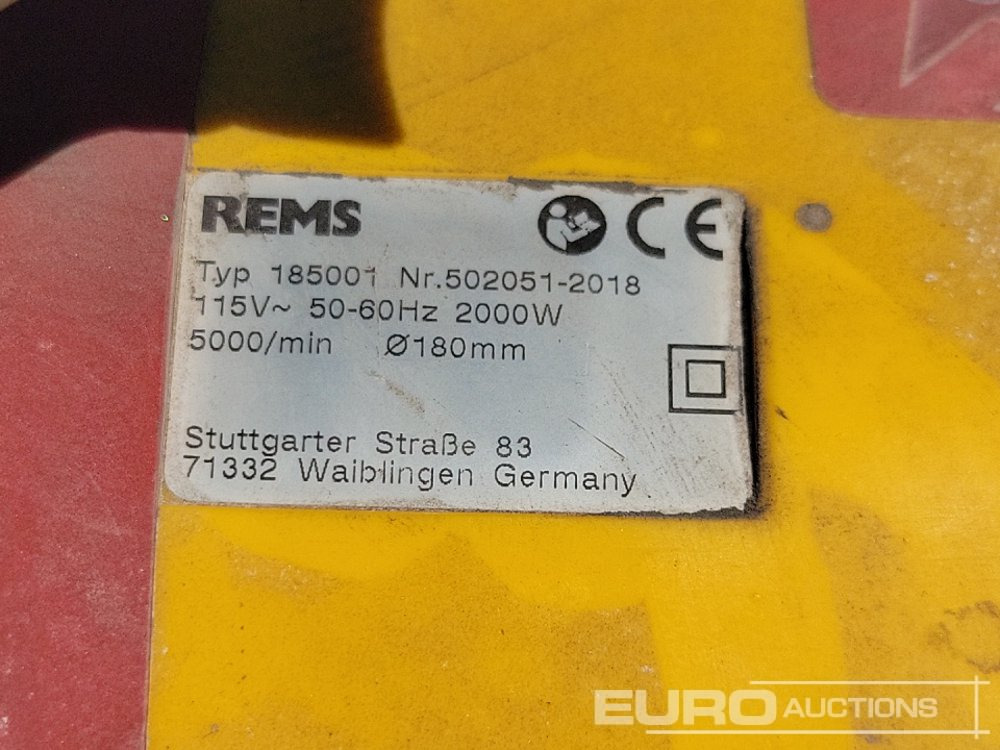 REMS CE
Typ 185001 Nr.502051-2018
115V~ 50-60Hz 2000W
5000/min Ø180mm
Stuttgarter Straße 83
71332 Waiblingen Germany
EURO AUCTIONS